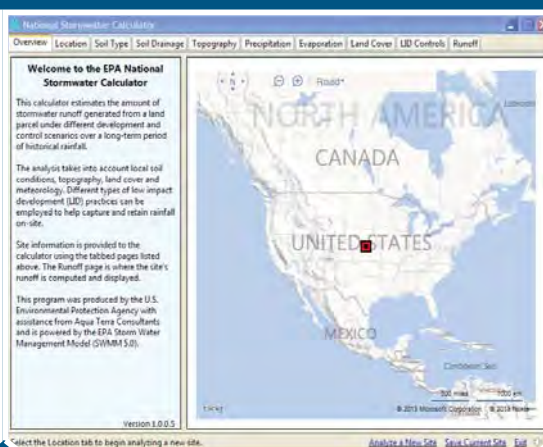 National Stormwater Calculator
Overview Location Soil Type Soil Drainage Topography Precipitation Evaporation Land Cover LID Controls Runoff
Welcome to the EPA National
Stormwater Calculator
This calculator estimates the amount of
stormwater runoff generated from a land
parcel under different development and
control scenarios over a long-term period
of historical rainfall.
The analysis takes into account local soil
conditions, topography, land cover and
meteorology. Different types of low impact
development (LID) practices can be
employed to help capture and retain rainfall
on-site.
Site information is provided to the
calculator using the tabbed pages listed
above. The Runoff page is where the site's
runoff is computed and displayed.
This program was produced by the U.S.
Environmental Protection Agency with
assistance from Aqua Terra Consultants
and is powered by the EPA Storm Water
Management Model (SWMM 5.0).
Version 1.0.0.5
N
Road
NORTH AMERICA
Labrador
CANADA
UNITED STATES
MEXICO
Caribbean Sea
500 miles 1000 km
© 2013 Microsoft Corporation © 2013 Nokia
Select the Location tab to begin analyzing a new site.
Analyze a New Site Save Current Site Exit